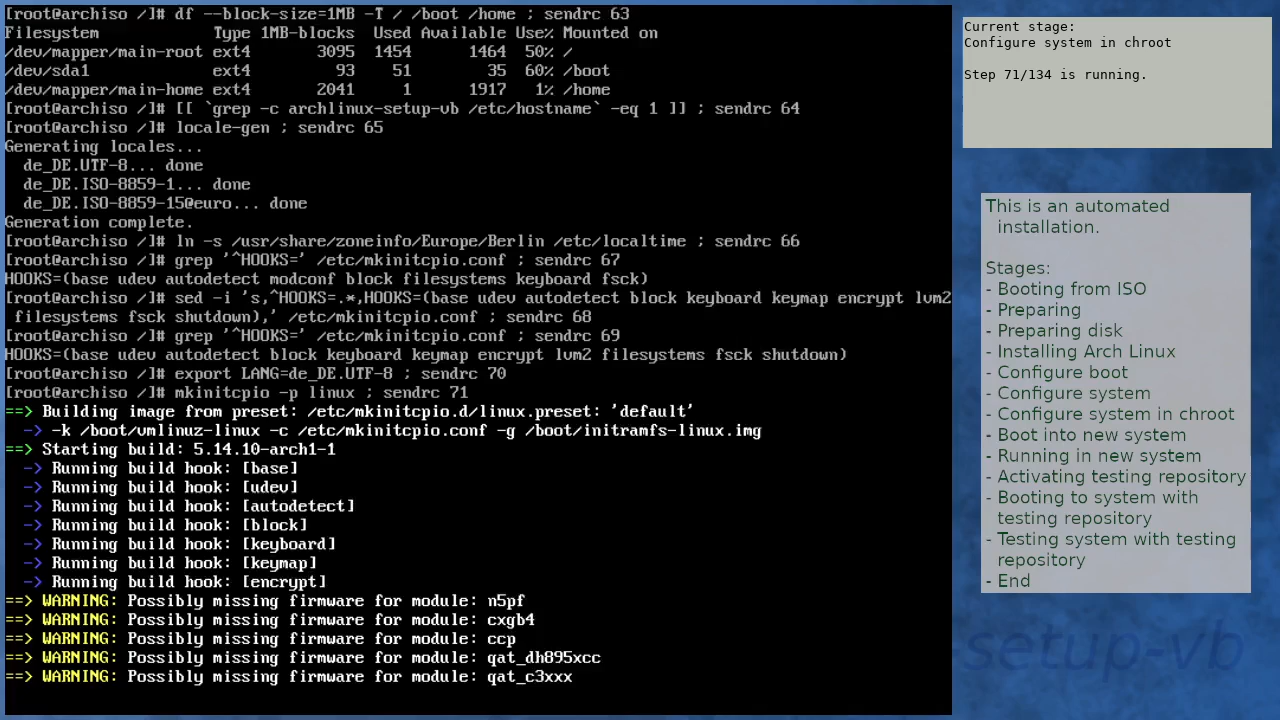 [root@archiso /]# df --block-size=1MB -T / /boot /home ; sendrc 63
Filesystem            Type 1MB-blocks  Used Available Use% Mounted on
/dev/mapper/main-root ext4       3095  1454      1464  50% /
/dev/sda1             ext4         93    51        35  60% /boot
/dev/mapper/main-home ext4       2041     1      1917   1% /home
[root@archiso /]# [[ `grep -c archlinux-setup-vb /etc/hostname` -eq 1 ]] ; sendrc 64
[root@archiso /]# locale-gen ; sendrc 65
Generating locales...
  de_DE.UTF-8... done
  de_DE.ISO-8859-1... done
  de_DE.ISO-8859-15@euro... done
Generation complete.
[root@archiso /]# ln -s /usr/share/zoneinfo/Europe/Berlin /etc/localtime ; sendrc 66
[root@archiso /]# grep '^HOOKS=' /etc/mkinitcpio.conf ; sendrc 67
HOOKS=(base udev autodetect modconf block filesystems keyboard fsck)
[root@archiso /]# sed -i 's,^HOOKS=.*,HOOKS=(base udev autodetect block keyboard keymap encrypt lvm2
 filesystems fsck shutdown),' /etc/mkinitcpio.conf ; sendrc 68
[root@archiso /]# grep '^HOOKS=' /etc/mkinitcpio.conf ; sendrc 69
HOOKS=(base udev autodetect block keyboard keymap encrypt lvm2 filesystems fsck shutdown)
[root@archiso /]# export LANG=de_DE.UTF-8 ; sendrc 70
[root@archiso /]# mkinitcpio -p linux ; sendrc 71
==> Building image from preset: /etc/mkinitcpio.d/linux.preset: 'default'
  -> -k /boot/vmlinuz-linux -c /etc/mkinitcpio.conf -g /boot/initramfs-linux.img
==> Starting build: 5.14.10-arch1-1
  -> Running build hook: [base]
  -> Running build hook: [udev]
  -> Running build hook: [autodetect]
  -> Running build hook: [block]
  -> Running build hook: [keyboard]
  -> Running build hook: [keymap]
  -> Running build hook: [encrypt]
==> WARNING: Possibly missing firmware for module: n5pf
==> WARNING: Possibly missing firmware for module: cxgb4
==> WARNING: Possibly missing firmware for module: ccp
==> WARNING: Possibly missing firmware for module: qat_dh895xcc
==> WARNING: Possibly missing firmware for module: qat_c3xxx
Current stage:
Configure system in chroot
Step 71/134 is running.
This is an automated
installation.
Stages:
- Booting from ISO
- Preparing
- Preparing disk
- Installing Arch Linux
- Configure boot
- Configure system
- Configure system in chroot
- Boot into new system
- Running in new system
- Activating testing repository
- Booting to system with
testing repository
- Testing system with testing
repository
- End
-setup-vb